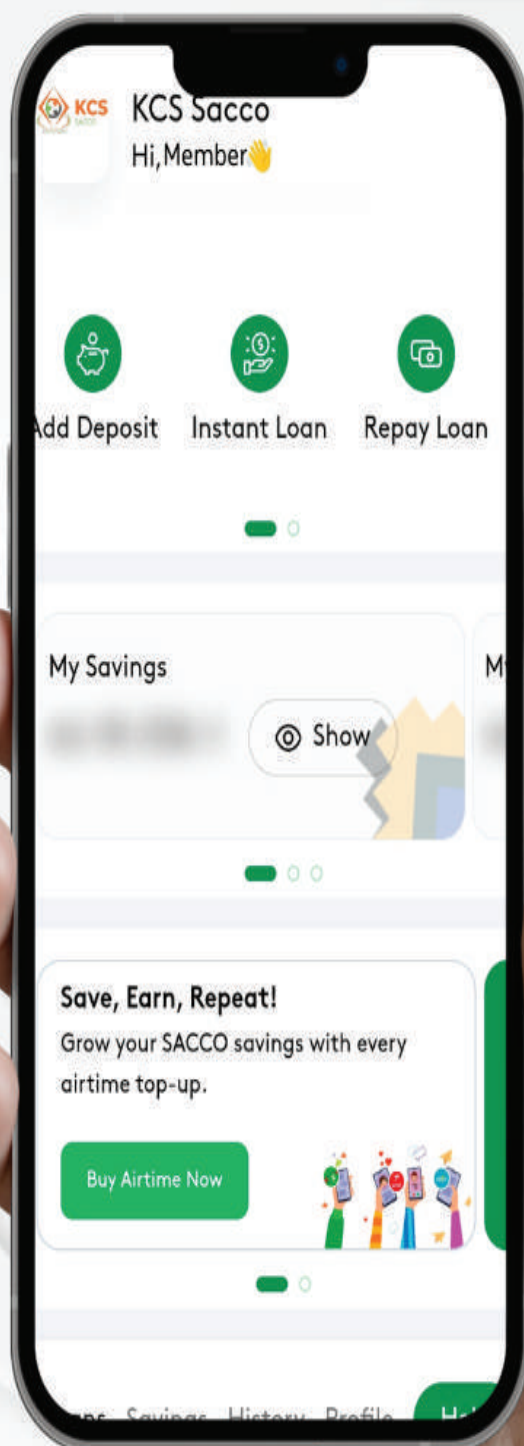 KCS
SACCO
KCS Sacco
Hi,Member👋
Add Deposit
Instant Loan
Repay Loan
My Savings
Show
Save, Earn, Repeat!
Grow your SACCO savings with every
airtime top-up.
Buy Airtime Now
Savings
History
Profile